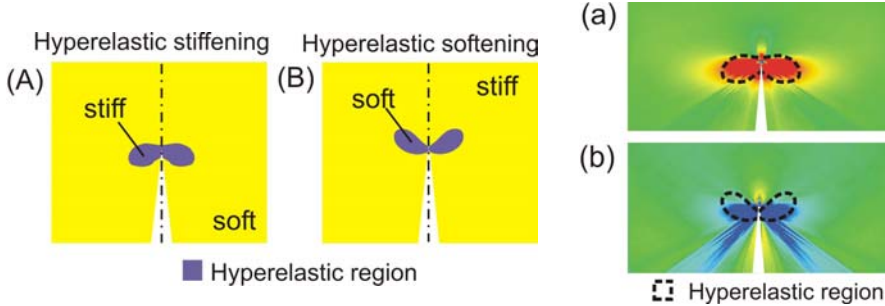 Hyperelastic stiffening
Hyperelastic softening
(A)
stiff
soft
(B)
soft
stiff
Hyperelastic region
(a)
(b)
Hyperelastic region